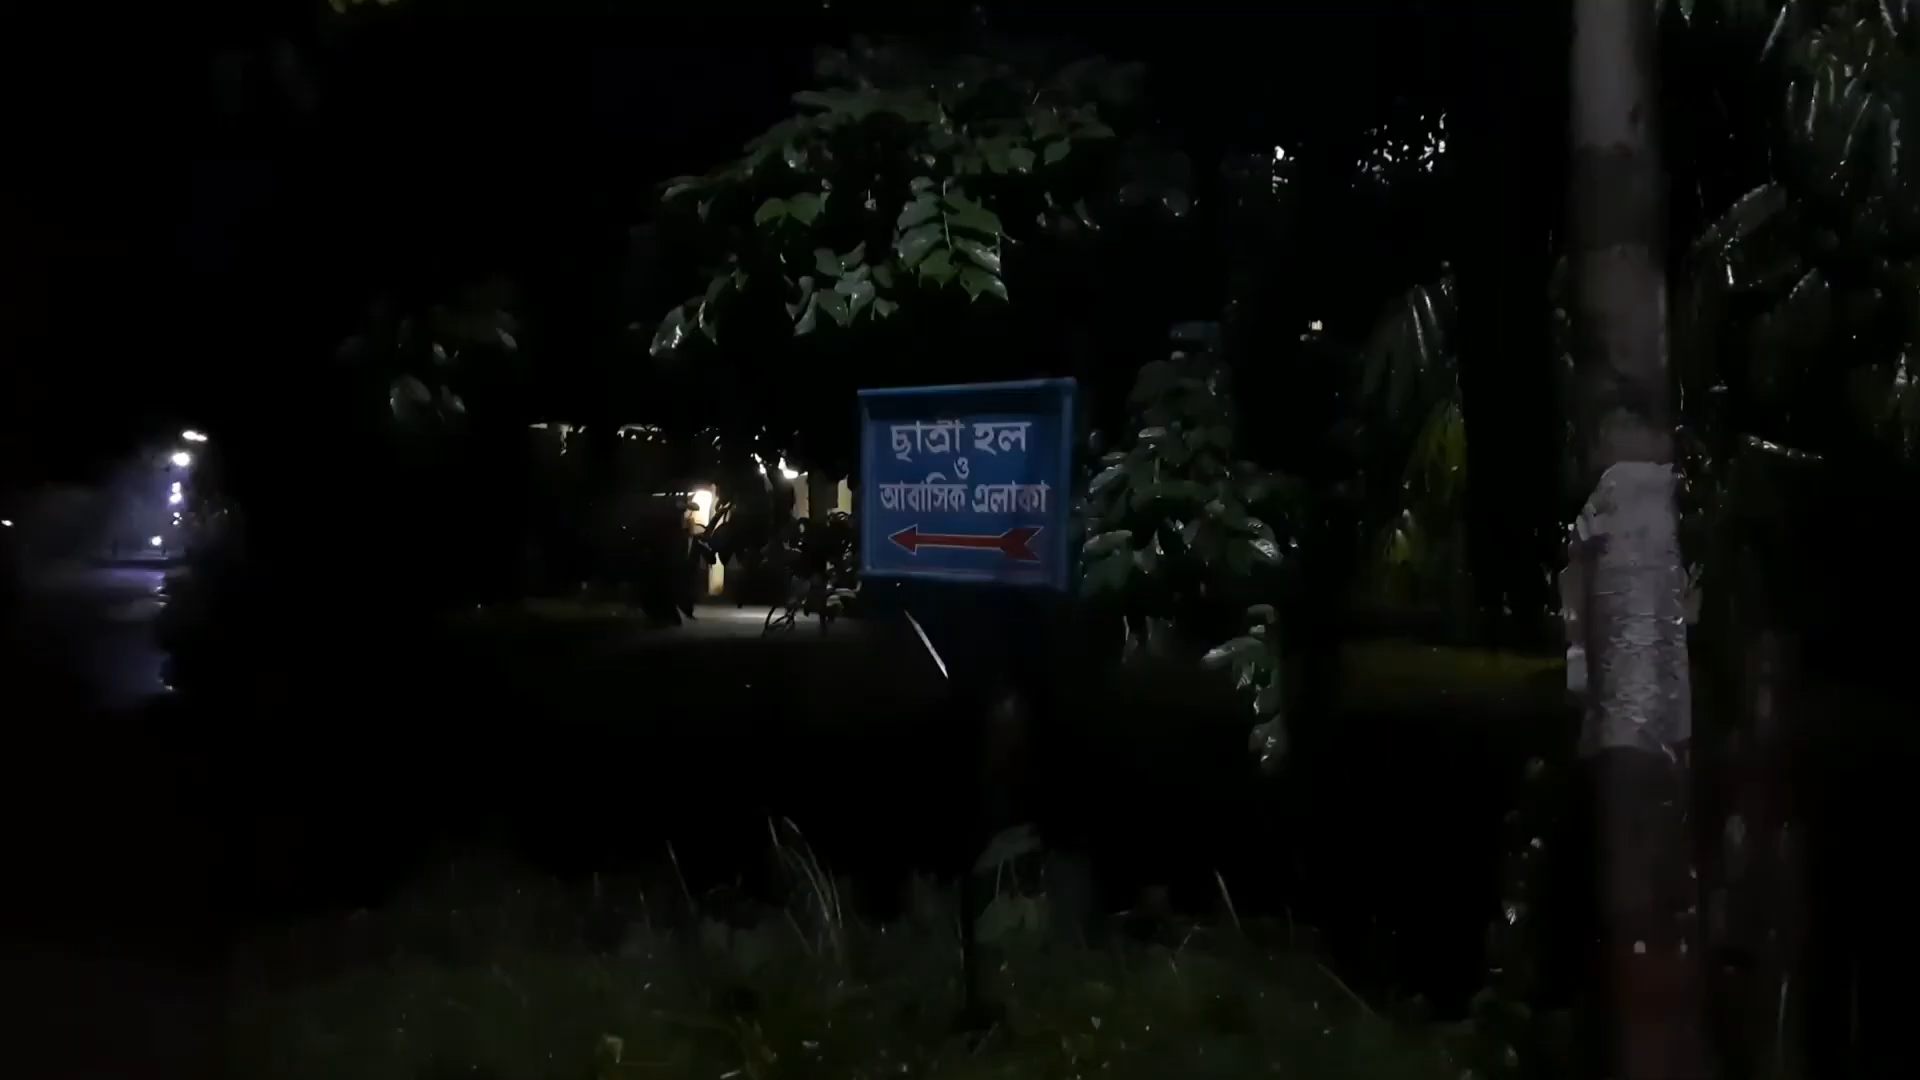 ছাত্রী হল
ও
আবাসিক এলাকা